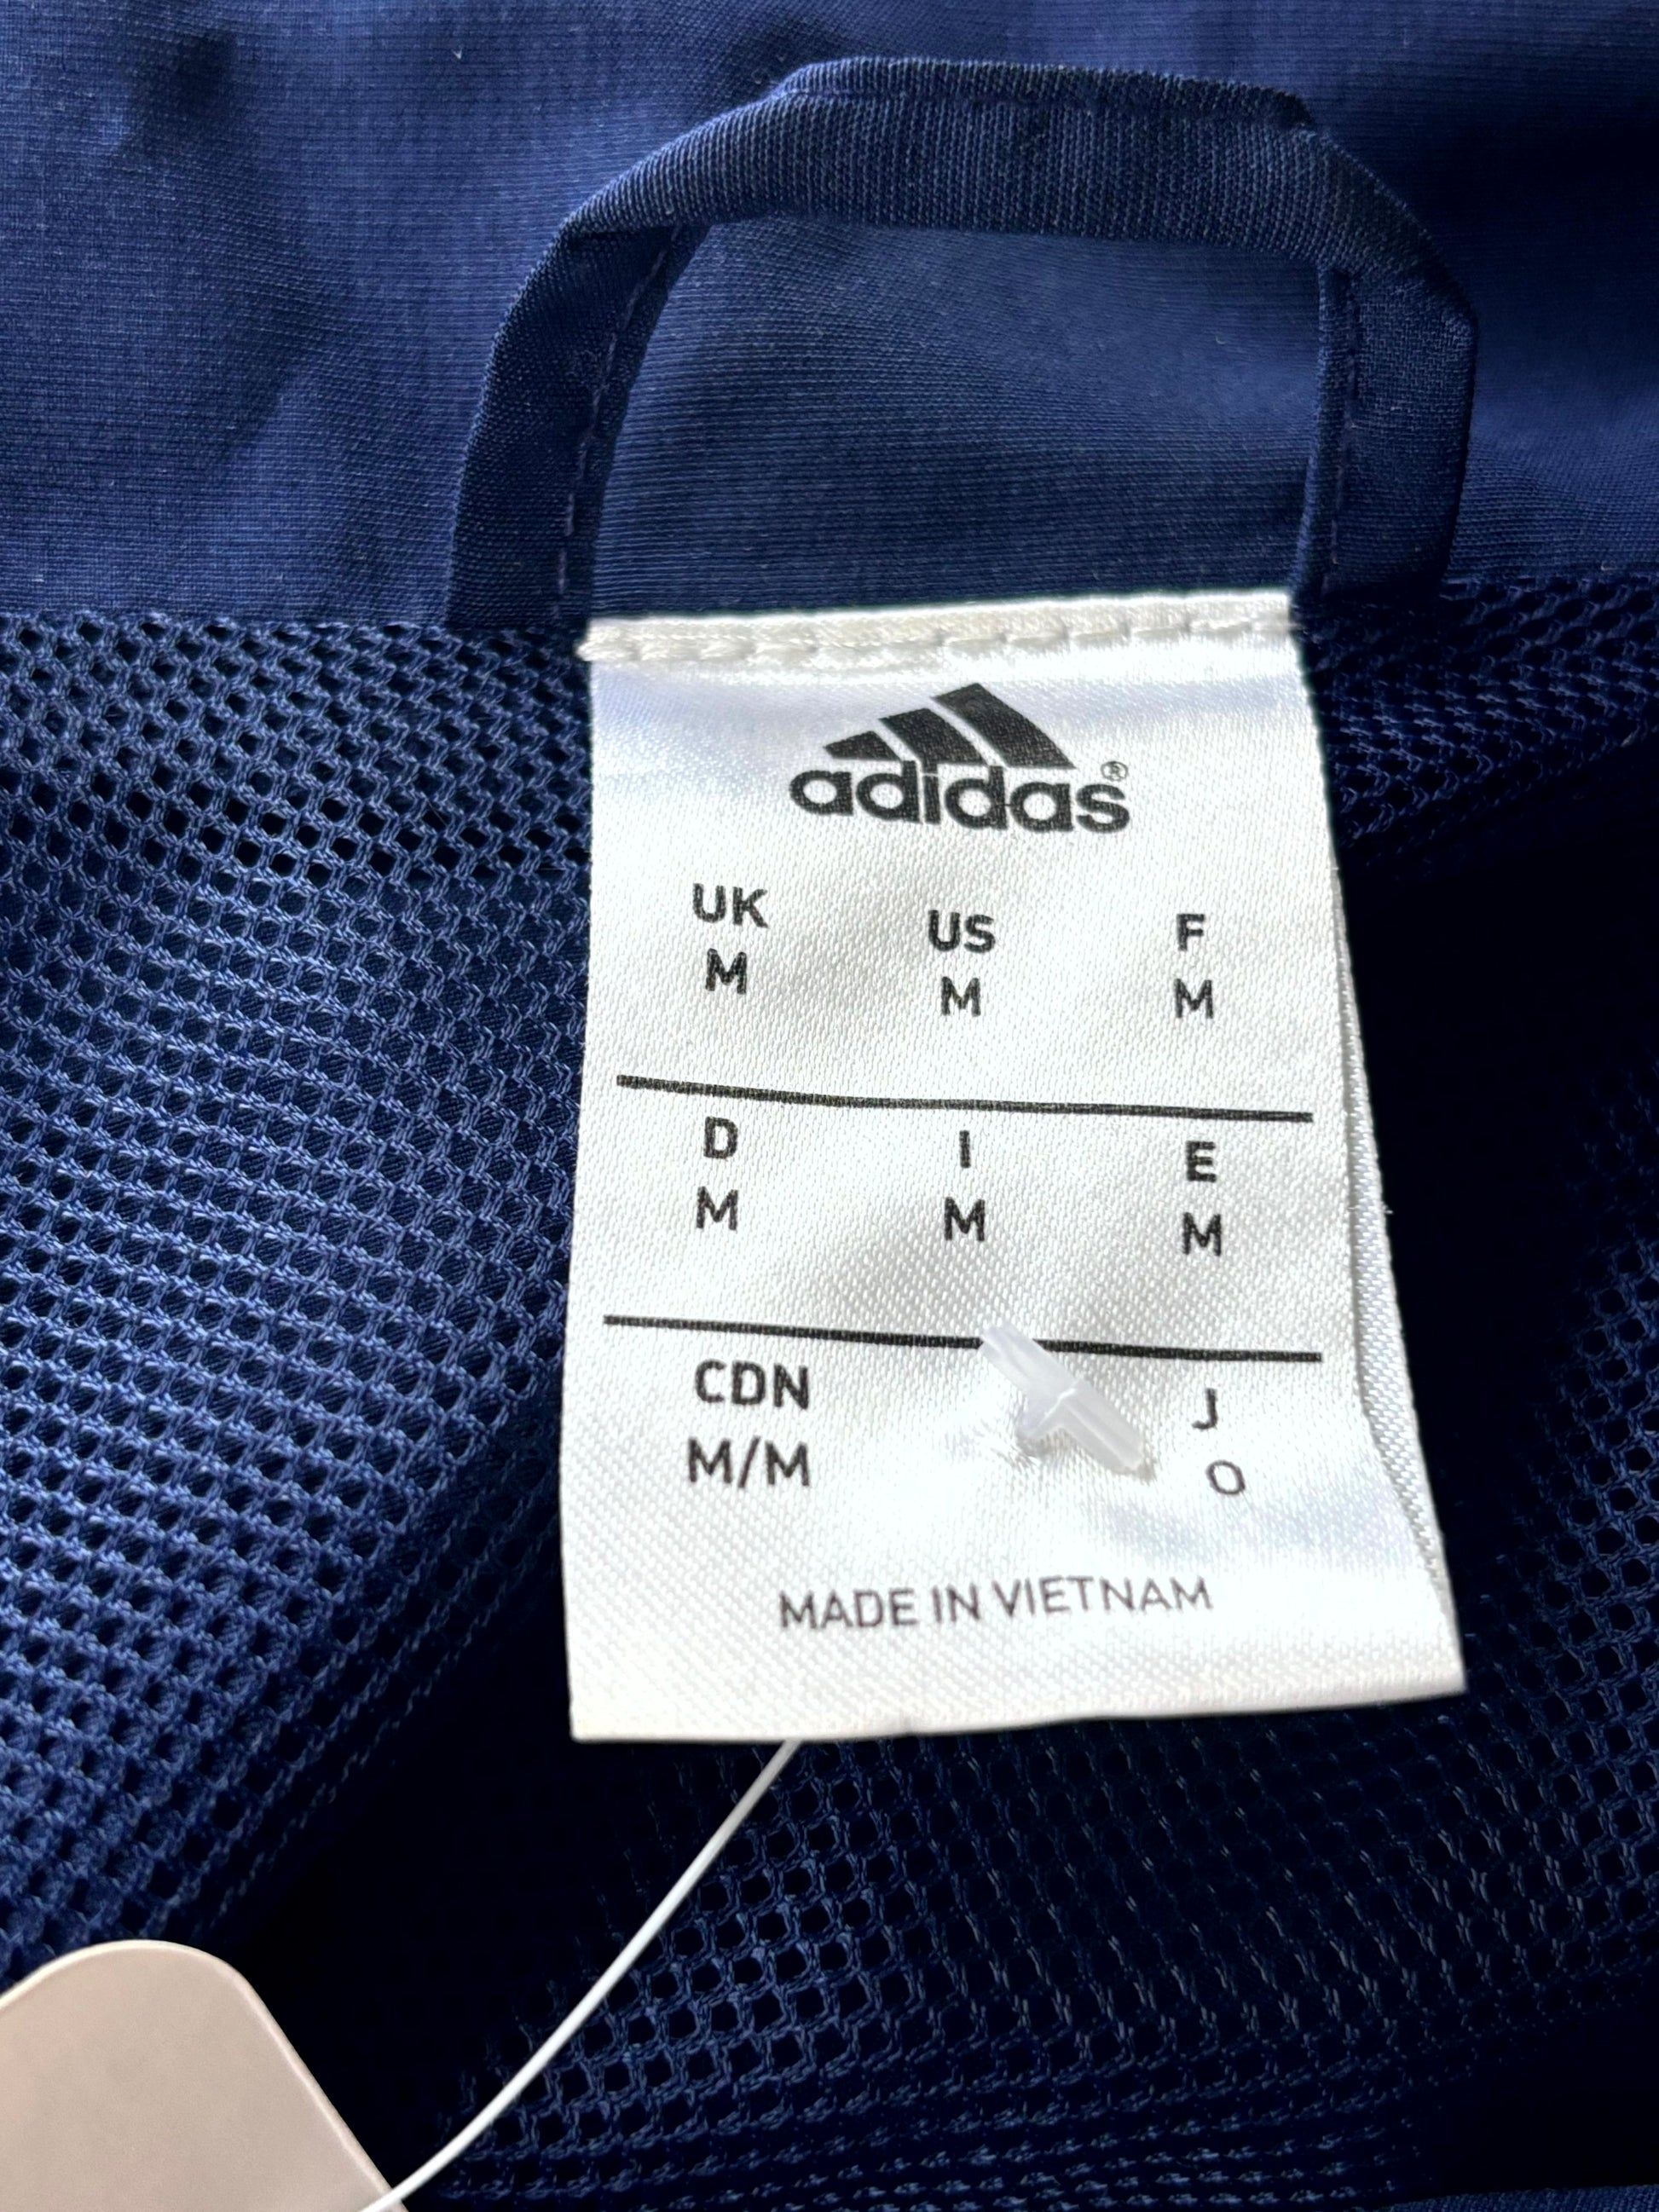 adidas®
UK US F
M M M
D I E
M M M
CDN J
M/M O
MADE IN VIETNAM